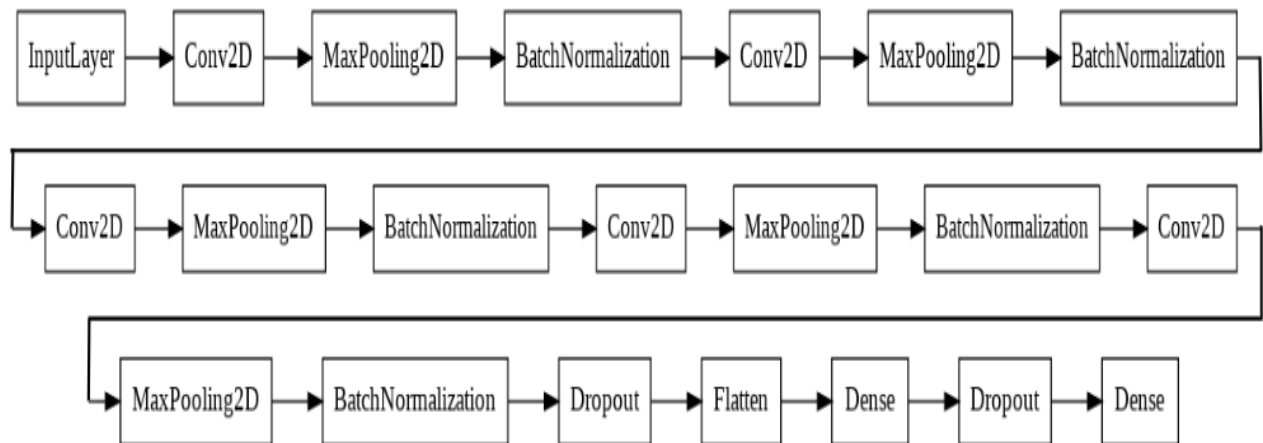 InputLayer Conv2D MaxPooling2D BatchNormalization Conv2D MaxPooling2D BatchNormalization
Conv2D MaxPooling2D BatchNormalization Conv2D MaxPooling2D BatchNormalization Conv2D
MaxPooling2D BatchNormalization Dropout Flatten Dense Dropout Dense